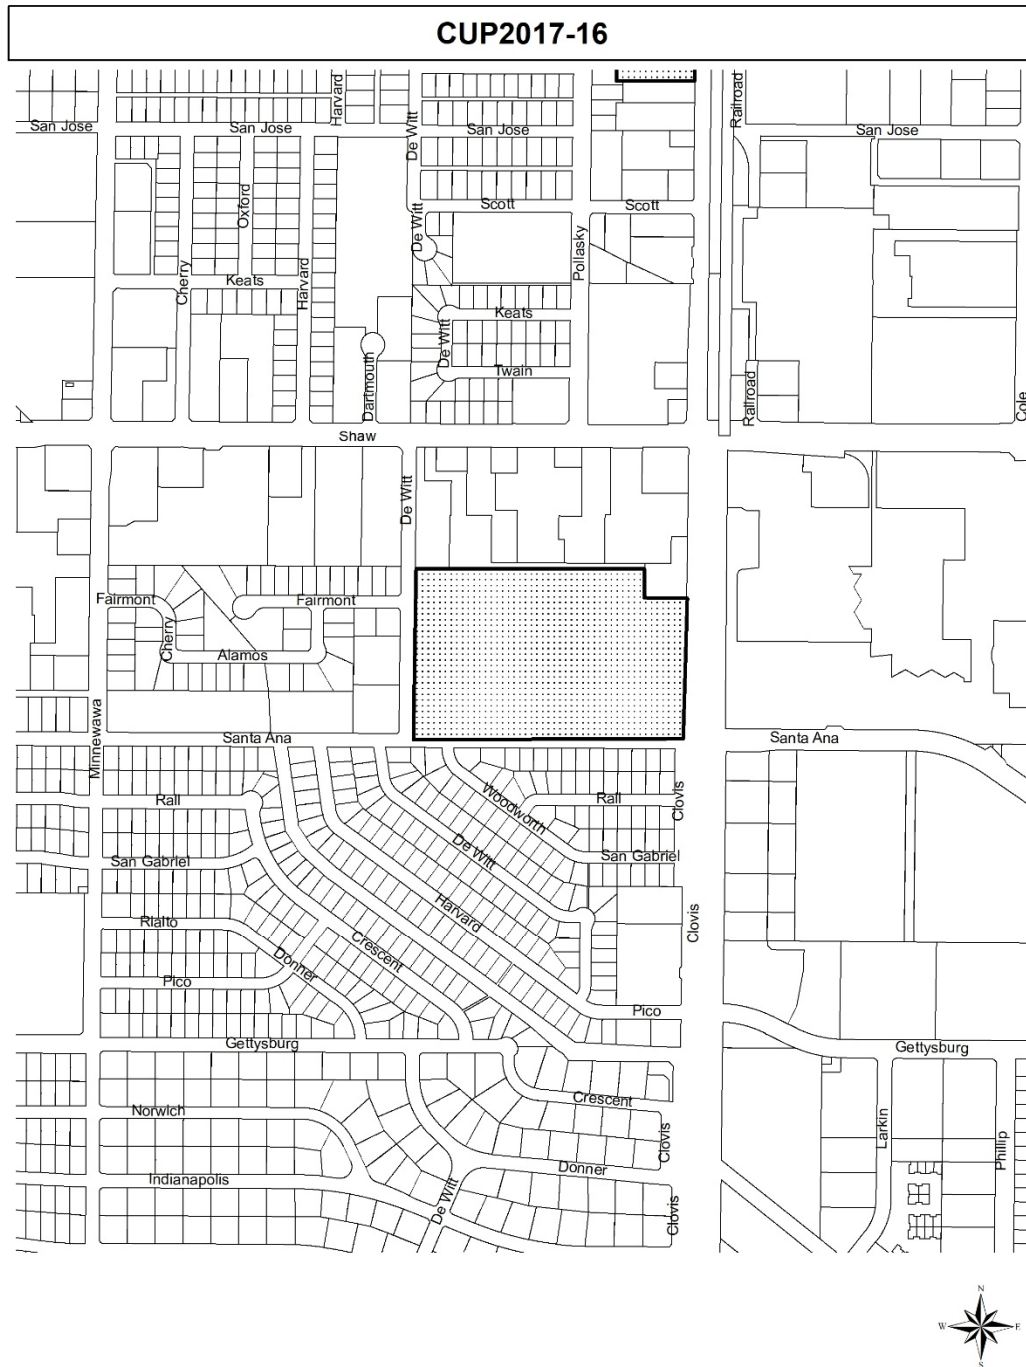 CUP2017-16
Harvard
Railroad
San Jose
San Jose
De Witt
San Jose
San Jose
Oxford
Scott
Scott
De Witt
Pollasky
Cherry
Keats
Harvard
Keats
De Witt
Twain
Dartmouth
Railroad
Cole
Shaw
De Witt
Fairmont
Fairmont
Cherry
Alamos
Minnewawa
Santa Ana
Santa Ana
Rall
Woodworth
Rall
Clovis
San Gabriel
De Witt
San Gabriel
Rialto
Harvard
Crescent
Clovis
Donner
Pico
Pico
Gettysburg
Gettysburg
Norwich
Crescent
Larkin
Clovis
Phillip
Donner
Indianapolis
De Witt
Clovis
N
W E
S